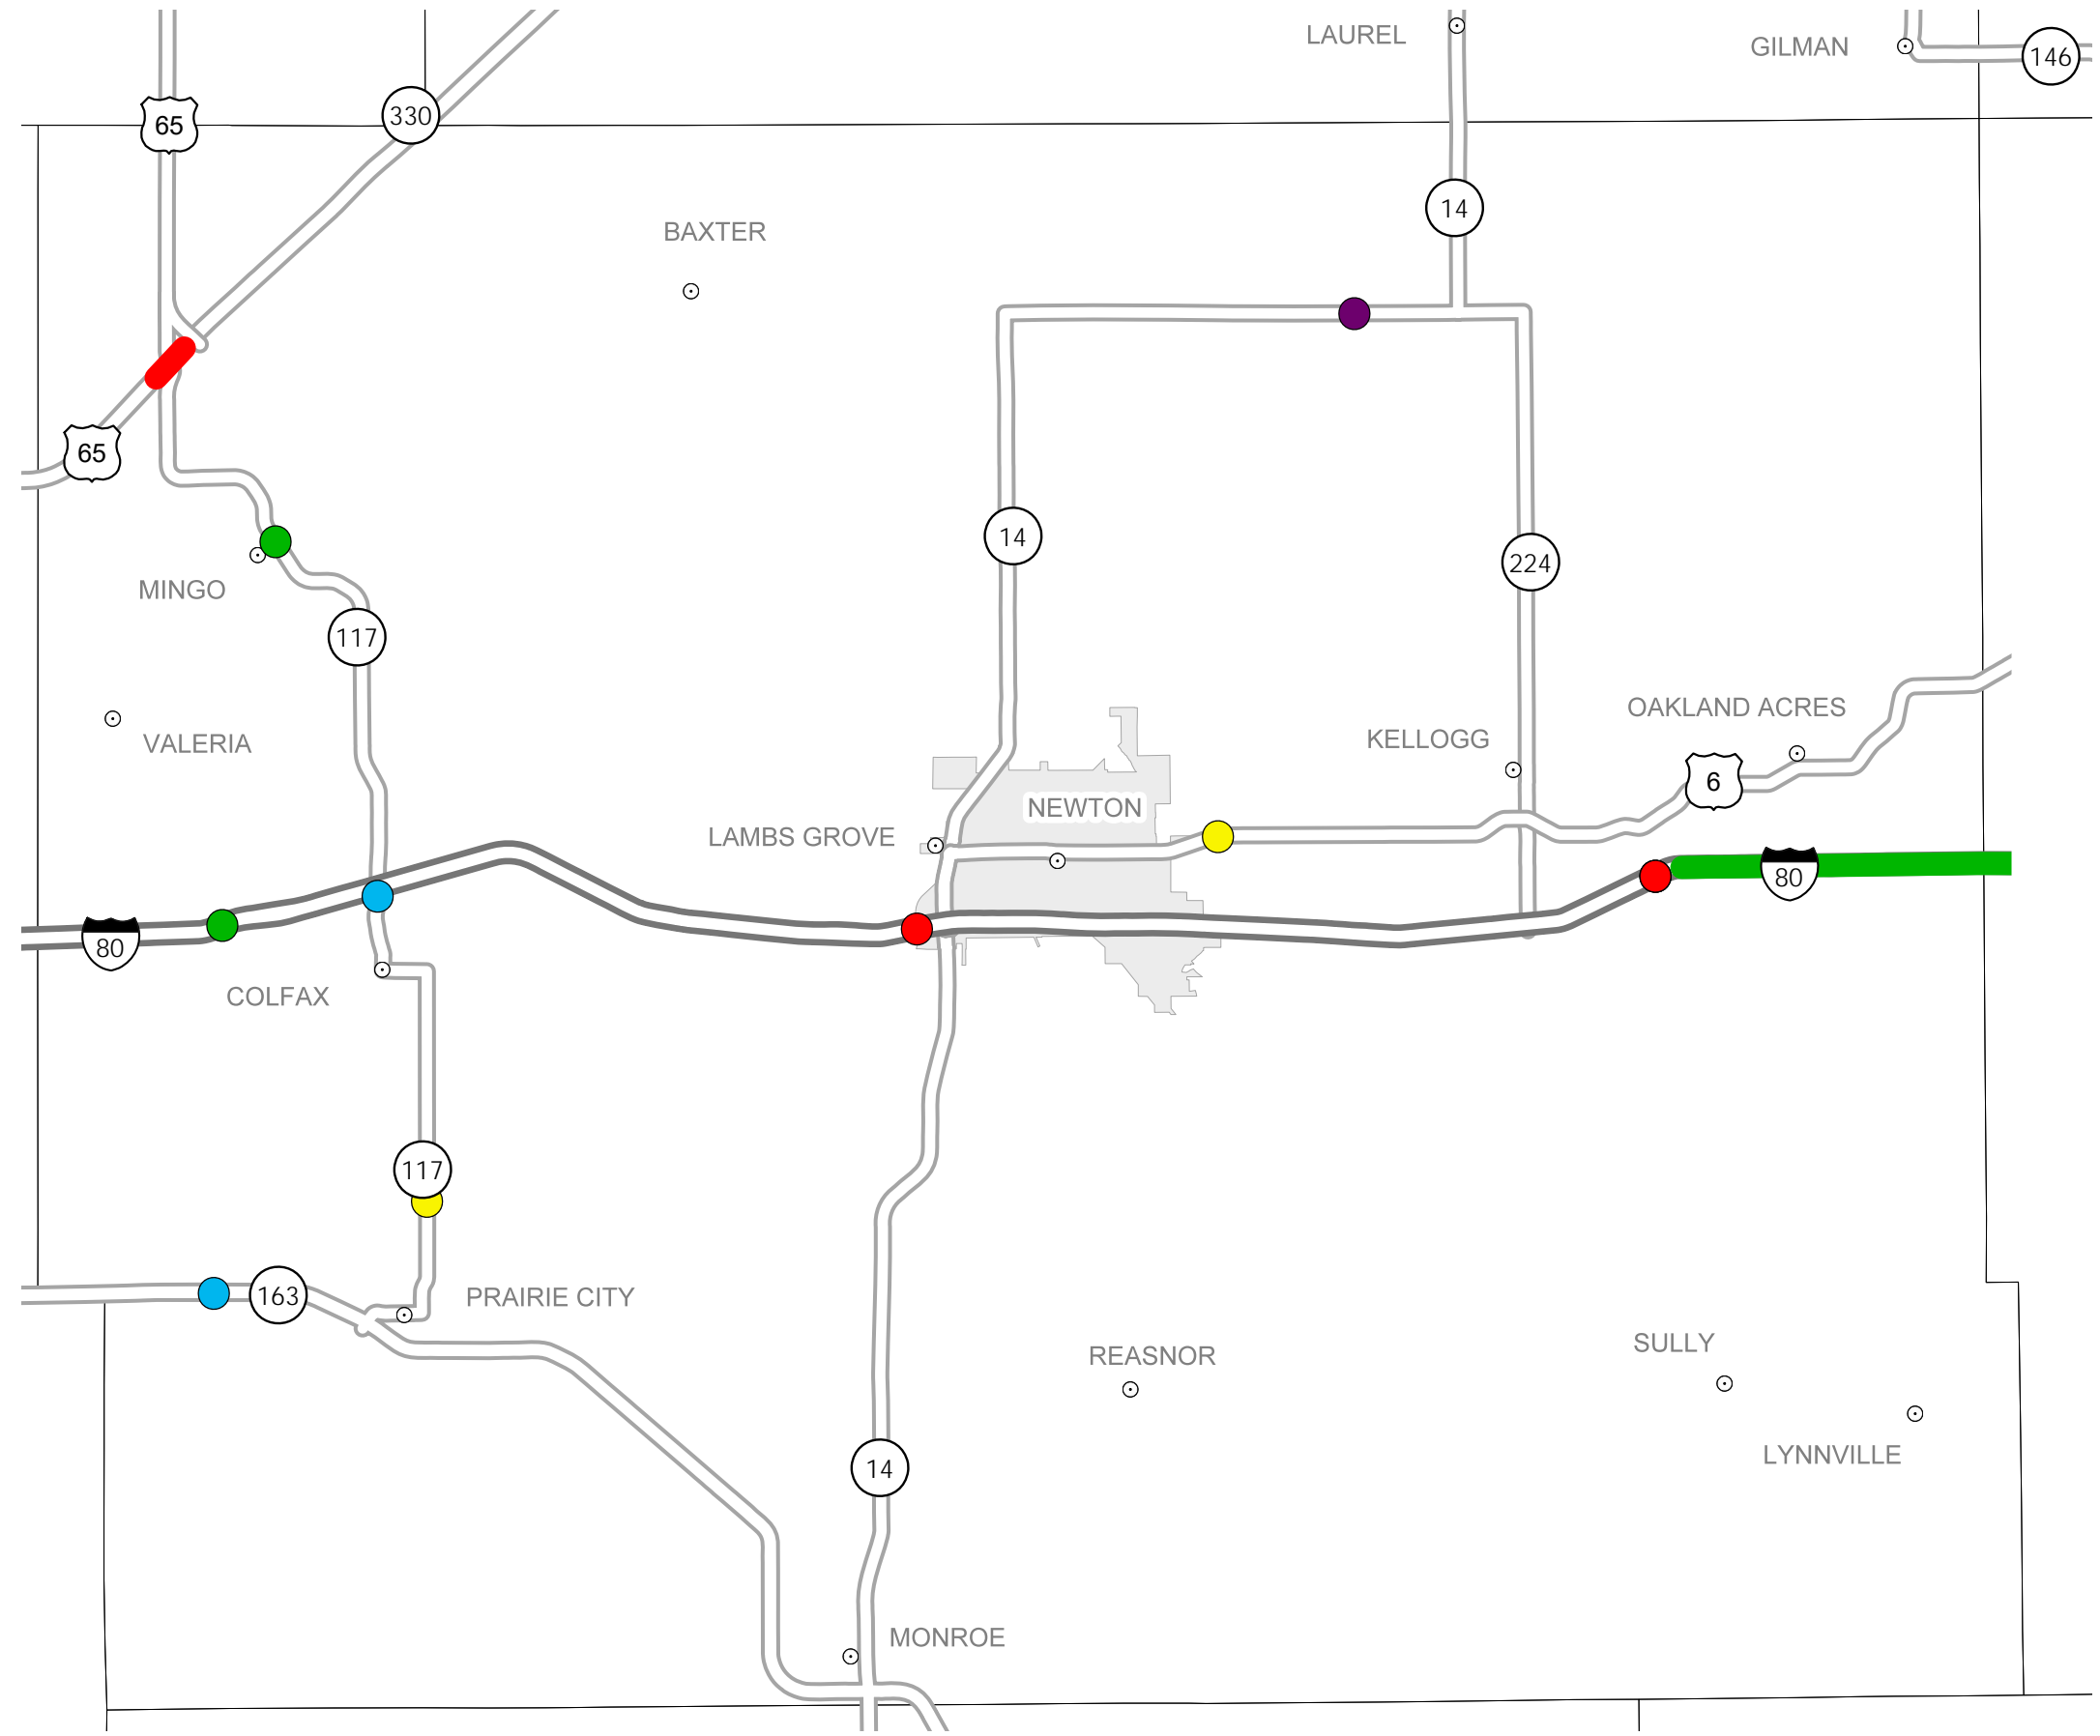 LAUREL
GILMAN
146
330
65
14
BAXTER
65
14
224
MINGO
117
OAKLAND ACRES
VALERIA
KELLOGG
6
NEWTON
LAMBS GROVE
80
80
COLFAX
117
163
PRAIRIE CITY
SULLY
REASNOR
LYNNVILLE
14
MONROE